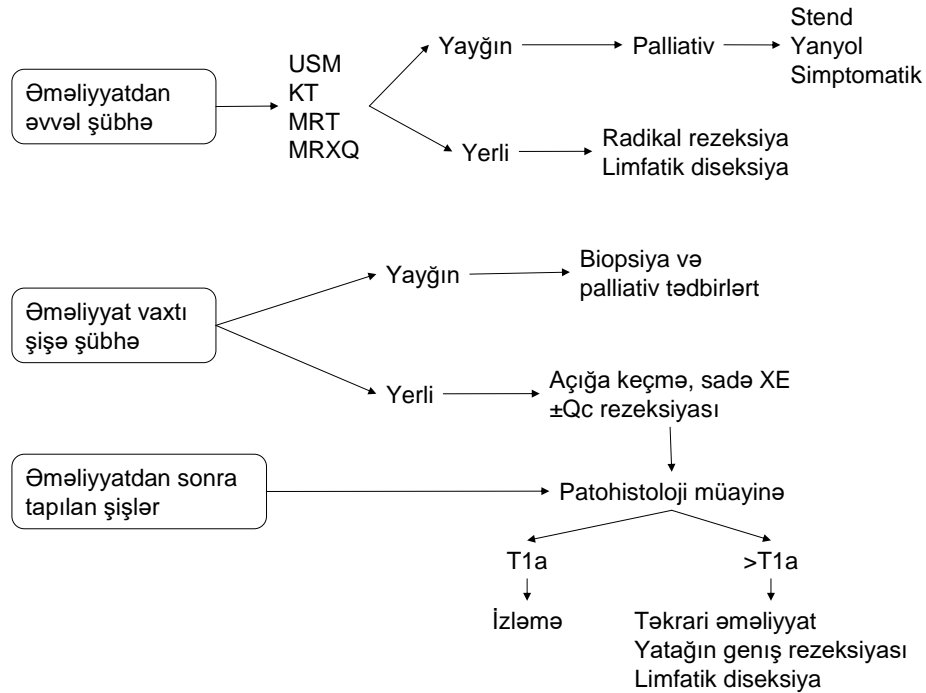 Əməliyyatdan
əvvəl şübhə
USM
KT
MRT
MRXQ
Yayğın
Palliativ
Stend
Yanyol
Simptomatik
Yerli
Radikal rezeksiya
Limfatik diseksiya
Əməliyyat vaxtı
şişə şübhə
Yayğın
Biopsiya və
palliativ tədbirlərt
Yerli
Açığa keçmə, sadə XE
±Qc rezeksiyası
Əməliyyatdan sonra
tapılan şişlər
Patohistoloji müayinə
T1a
>T1a
İzləmə
Təkrari əməliyyat
Yatağın genış rezeksiyası
Limfatik diseksiya